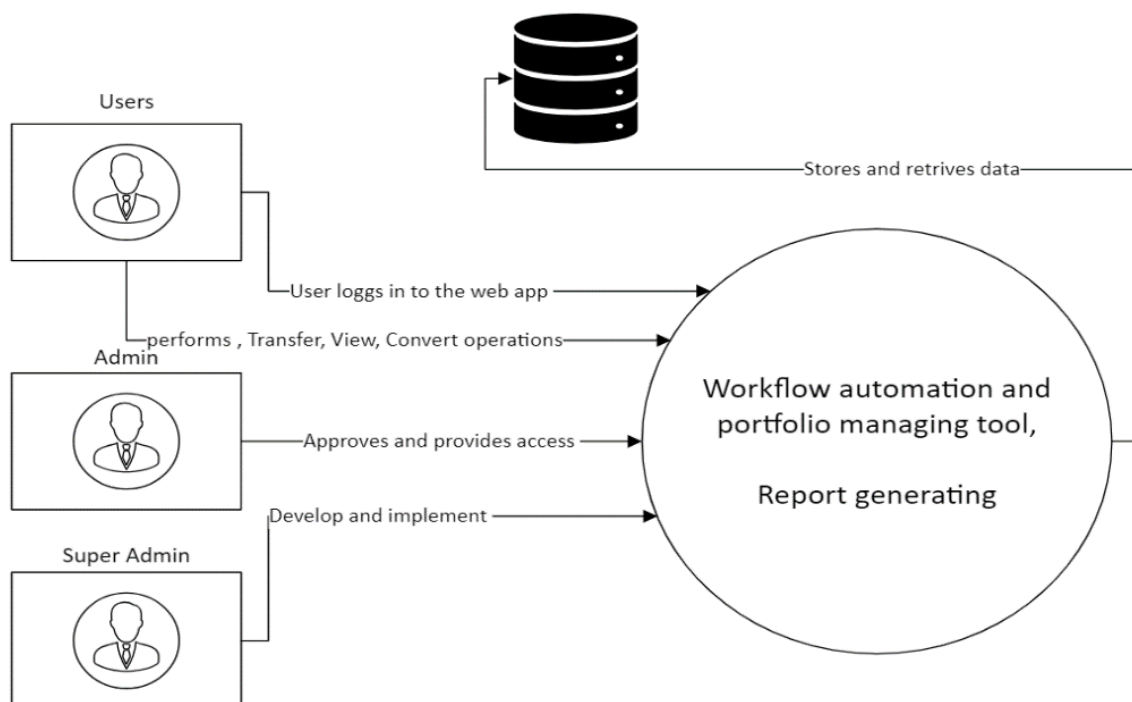 Users
Stores and retrives data
User loggs in to the web app
performs , Transfer, View, Convert operations
Admin
Workflow automation and
portfolio managing tool,
Approves and provides access
Report generating
Develop and implement
Super Admin